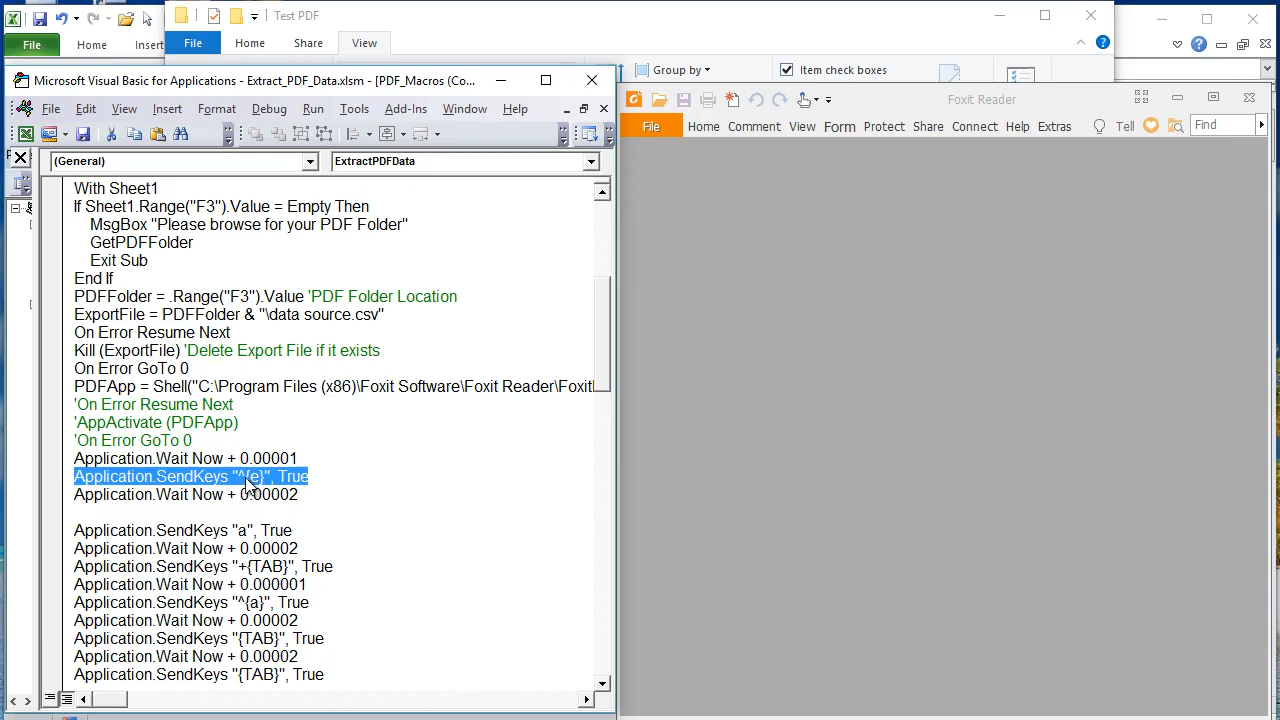 Test PDF
File Home Share View
File Home Insert
Group by
Item check boxes
Microsoft Visual Basic for Applications - Extract_PDF_Data.xlsm - [PDF_Macros (Co...
File Edit View Insert Format Debug Run Tools Add-Ins Window Help
(General) ExtractPDFData
With Sheet1
If Sheet1.Range("F3").Value = Empty Then
MsgBox "Please browse for your PDF Folder"
GetPDFFolder
Exit Sub
End If
PDFFolder = .Range("F3").Value 'PDF Folder Location
ExportFile = PDFFolder & "\data source.csv"
On Error Resume Next
Kill (ExportFile) 'Delete Export File if it exists
On Error GoTo 0
PDFApp = Shell("C:\Program Files (x86)\Foxit Software\Foxit Reader\Foxit
'On Error Resume Next
'AppActivate (PDFApp)
'On Error GoTo 0
Application.Wait Now + 0.00001
Application.SendKeys "^{e}", True
Application.Wait Now + 0.00002
Application.SendKeys "a", True
Application.Wait Now + 0.00002
Application.SendKeys "+{TAB}", True
Application.Wait Now + 0.000001
Application.SendKeys "^{a}", True
Application.Wait Now + 0.00002
Application.SendKeys "{TAB}", True
Application.Wait Now + 0.00002
Application.SendKeys "{TAB}", True
Foxit Reader
File Home Comment View Form Protect Share Connect Help Extras Tell Find